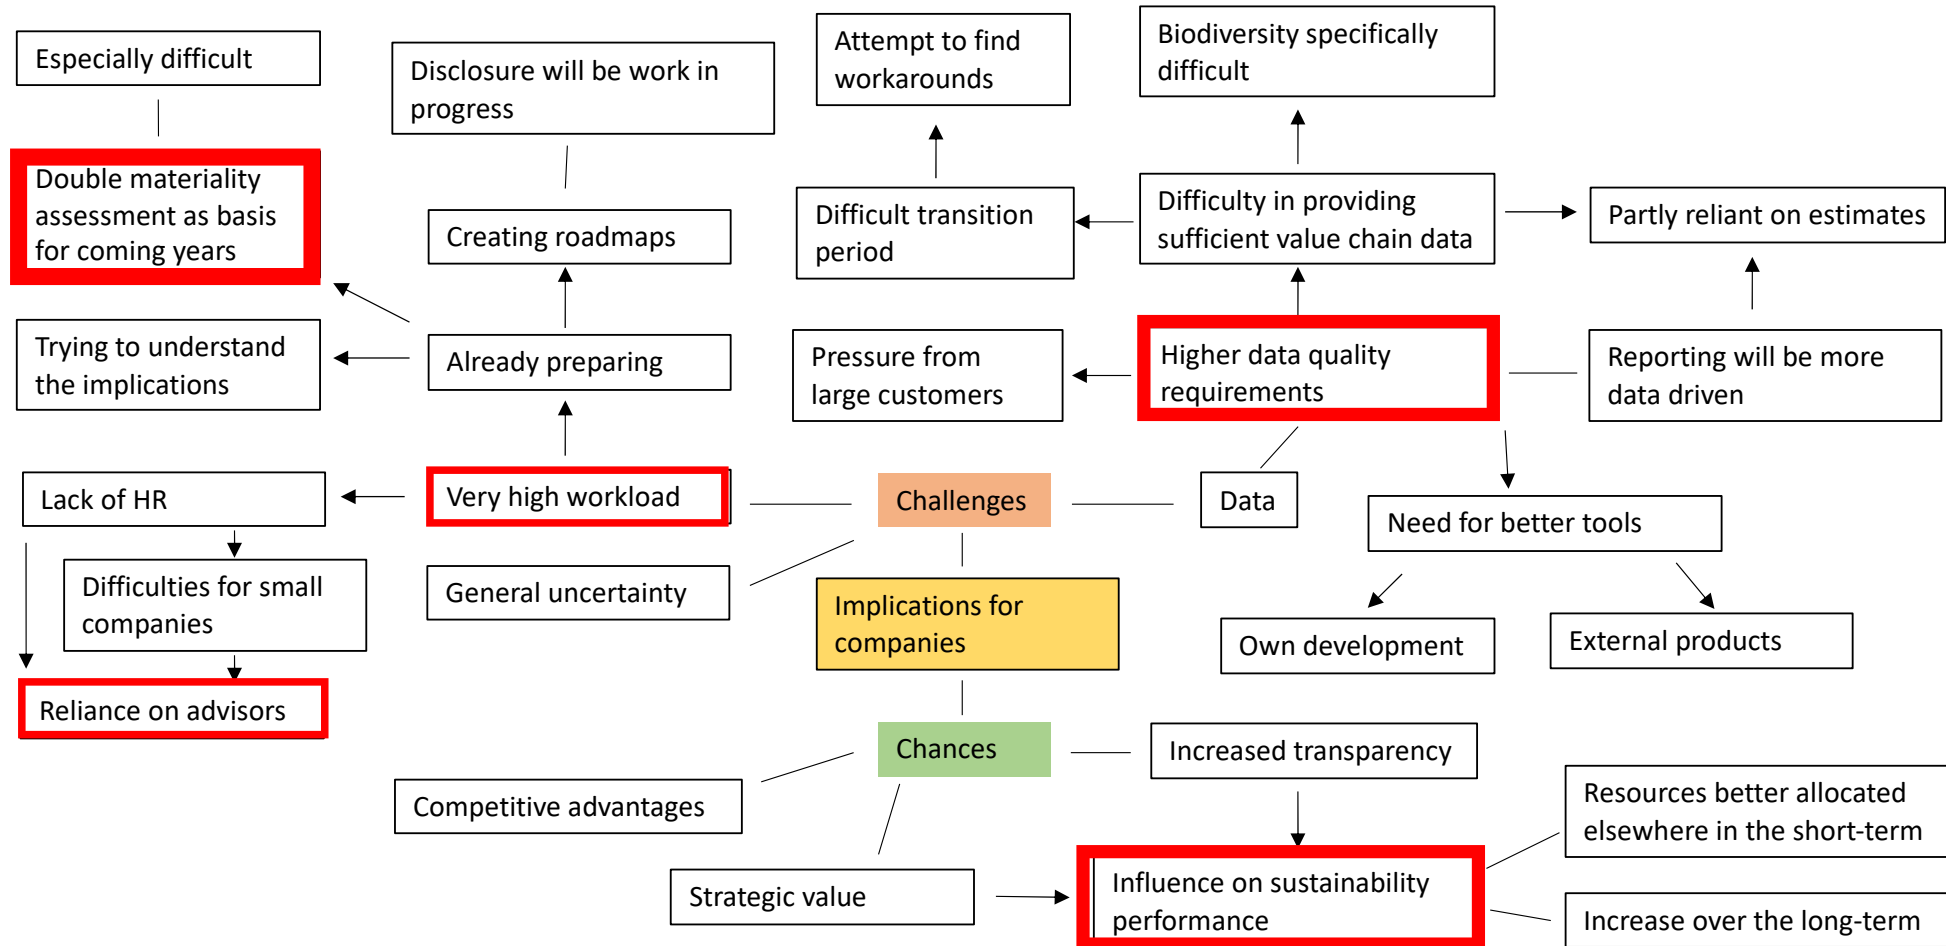 Especially difficult
Disclosure will be work in
progress
Attempt to find
workarounds
Biodiversity specifically
difficult
Double materiality
assessment as basis
for coming years
Creating roadmaps
Difficult transition
period
Difficulty in providing
sufficient value chain data
Partly reliant on estimates
Trying to understand
the implications
Already preparing
Pressure from
large customers
Higher data quality
requirements
Reporting will be more
data driven
Lack of HR
Very high workload
Challenges
Data
Need for better tools
Difficulties for small
companies
General uncertainty
Implications for
companies
Own development
External products
Reliance on advisors
Chances
Increased transparency
Competitive advantages
Resources better allocated
elsewhere in the short-term
Strategic value
Influence on sustainability
performance
Increase over the long-term